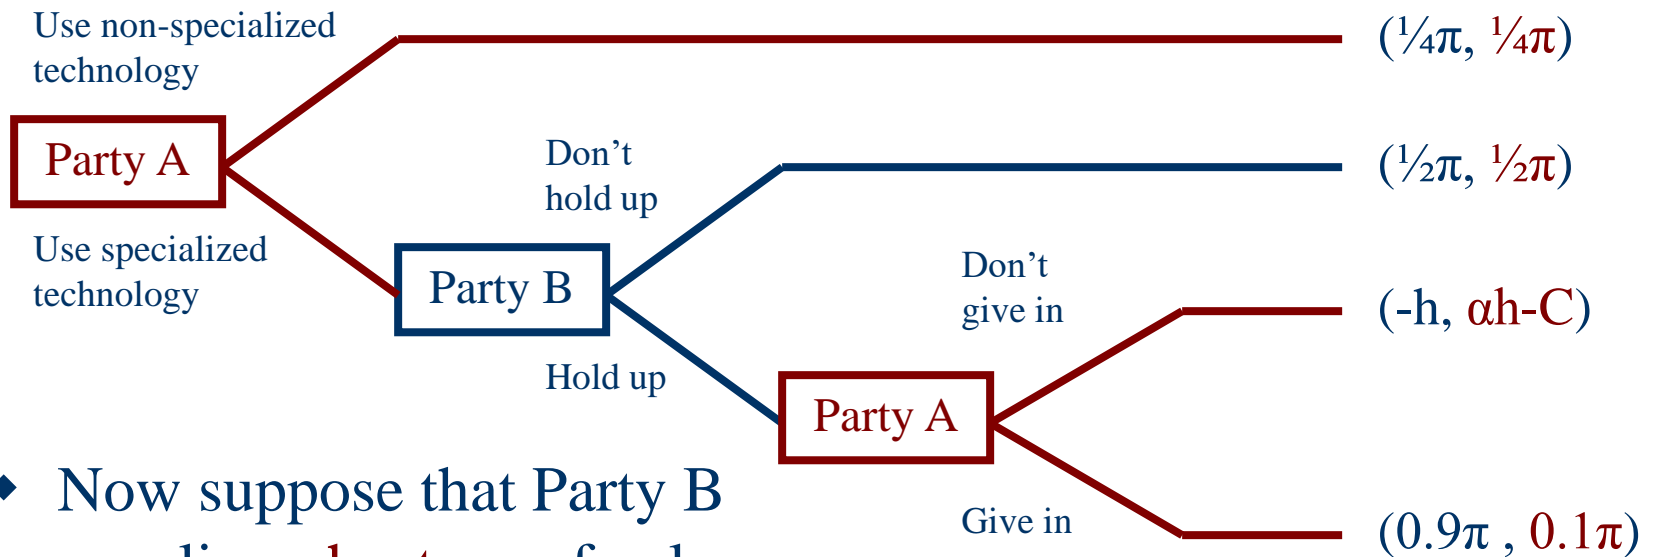 Use non-specialized
technology
(¼π, ¼π)
Party A
Don’t
hold up
(½π, ½π)
Use specialized
technology
Party B
Don’t
give in
(-h, αh-C)
Hold up
Party A
Now suppose that Party B
Give in
(0.9π , 0.1π)